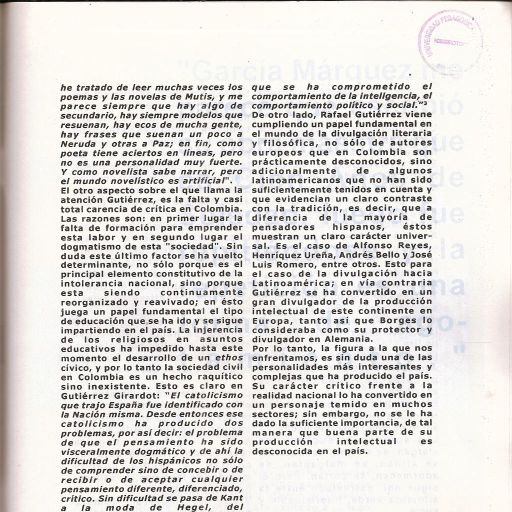 UNIVERSIDAD PEDAGOGICA
he tratado de leer muchas veces los
poemas y las novelas de Mutis, y me
parece siempre que hay algo de
secundario, hay siempre modelos que
resuenan, hay ecos de mucha gente,
hay frases que suenan un poco a
Neruda y otras a Paz; en fin, como
poeta tiene aciertos en líneas, pero
no es una personalidad muy fuerte.
Y como novelista sabe narrar, pero
el mundo novelístico es artificial".
El otro aspecto sobre el que llama la
atención Gutiérrez, es la falta y casi
total carencia de crítica en Colombia.
Las razones son: en primer lugar la
falta de formación para emprender
esta labor y en segundo lugar el
dogmatismo de esta "sociedad". Sin
duda este último factor se ha vuelto
determinante, no sólo porque es el
principal elemento constitutivo de la
intolerancia nacional, sino porque
esta siendo continuamente
reorganizado y reavivado; en ésto
juega un papel fundamental el tipo
de educación que se ha ido y se sigue
impartiendo en el país. La injerencia
de los religiosos en asuntos
educativos ha impedido hasta este
momento el desarrollo de un ethos
cívico, y por lo tanto la sociedad civil
en Colombia es un hecho raquítico
sino inexistente. Esto es claro en
Gutiérrez Girardot: "El catolicismo
que trajo España fue identificado con
la Nación misma. Desde entonces ese
catolicismo ha producido dos
problemas, por así decir: el problema
de que el pensamiento ha sido
visceralmente dogmático y de ahí la
dificultad de los hispánicos no sólo
de comprender sino de concebir o de
recibir o de aceptar cualquier
pensamiento diferente, diferenciado,
crítico. Sin dificultad se pasa de Kant
a la moda de Hegel, del
que se ha comprometido el
comportamiento de la inteligencia, el
comportamiento político y social."³
De otro lado, Rafael Gutiérrez viene
cumpliendo un papel fundamental en
el mundo de la divulgación literaria
y filosófica, no sólo de autores
europeos que en Colombia son
prácticamente desconocidos, sino
adicionalmente de algunos
latinoamericanos que no han sido
suficientemente tenidos en cuenta y
que evidencian un claro contraste
con la tradición, es decir, que a
diferencia de la mayoría de
pensadores hispanos, éstos
muestran un claro carácter univer-
sal. Es el caso de Alfonso Reyes,
Henríquez Ureña, Andrés Bello y José
Luis Romero, entre otros. Esto para
el caso de la divulgación hacia
Latinoamérica; en vía contraria
Gutiérrez se ha convertido en un
gran divulgador de la producción
intelectual de este continente en
Europa, tanto así que Borges lo
consideraba como su protector y
divulgador en Alemania.
Por lo tanto, la figura a la que nos
enfrentamos, es sin duda una de las
personalidades más interesantes y
complejas que ha producido el país.
Su carácter crítico frente a la
realidad nacional lo ha convertido en
un personaje temido en muchos
sectores; sin embargo, no se le ha
dado la suficiente importancia, de tal
manera que buena parte de su
producción intelectual es
desconocida en el país.